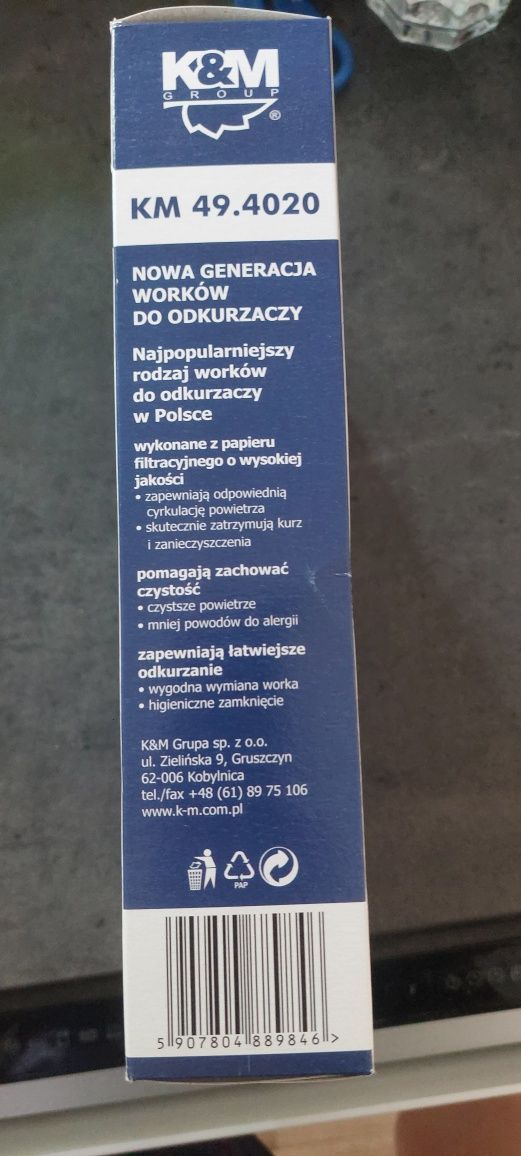 K&M
GROUP
®
KM 49.4020
NOWA GENERACJA
WORKÓW
DO ODKURZACZY
Najpopularniejszy
rodzaj worków
do odkurzaczy
w Polsce
wykonane z papieru
filtracyjnego o wysokiej
jakości
• zapewniają odpowiednią
cyrkulację powietrza
• skutecznie zatrzymują kurz
i zanieczyszczenia
pomagają zachować
czystość
• czystsze powietrze
• mniej powodów do alergii
zapewniają łatwiejsze
odkurzanie
• wygodna wymiana worka
• higieniczne zamknięcie
K&M Grupa sp. z o.o.
ul. Zielińska 9, Gruszczyn
62-006 Kobylnica
tel./fax +48 (61) 89 75 106
www.k-m.com.pl
PAP
5 907804 889846 >